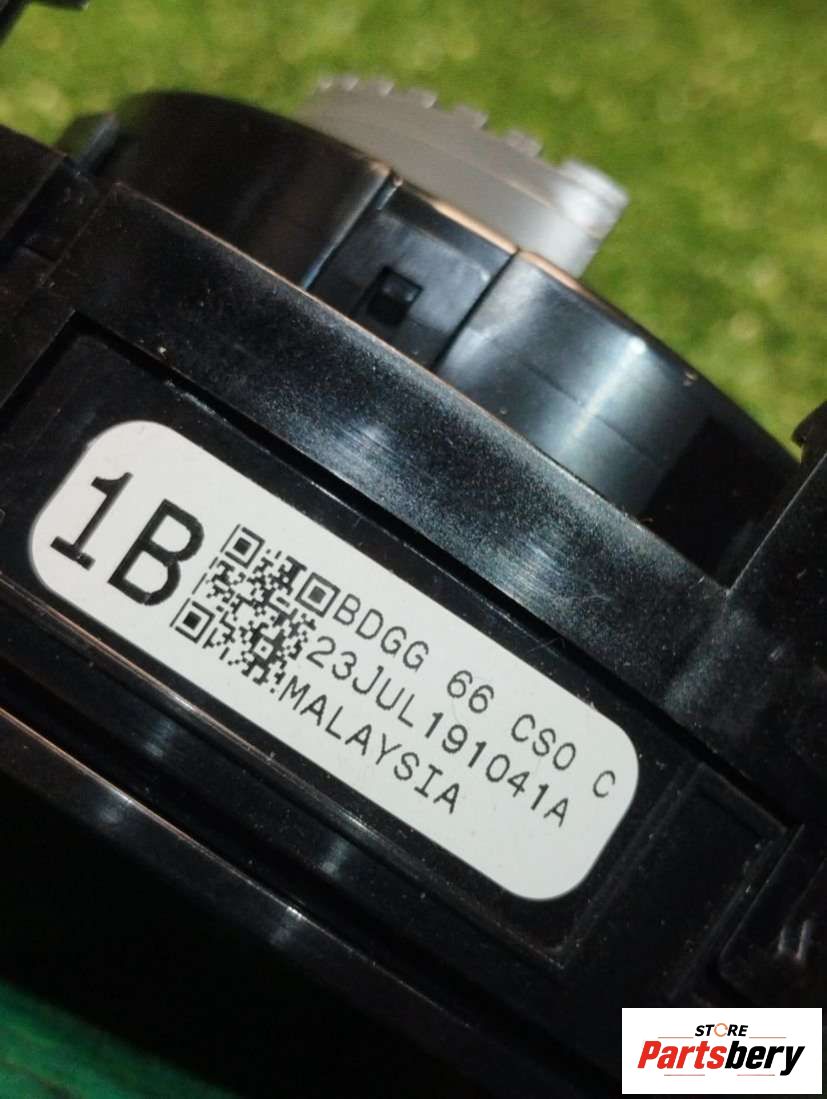 1B
BDGG 66 CS0 C
23JUL191041A
MALAYSIA
STORE
Partsbery